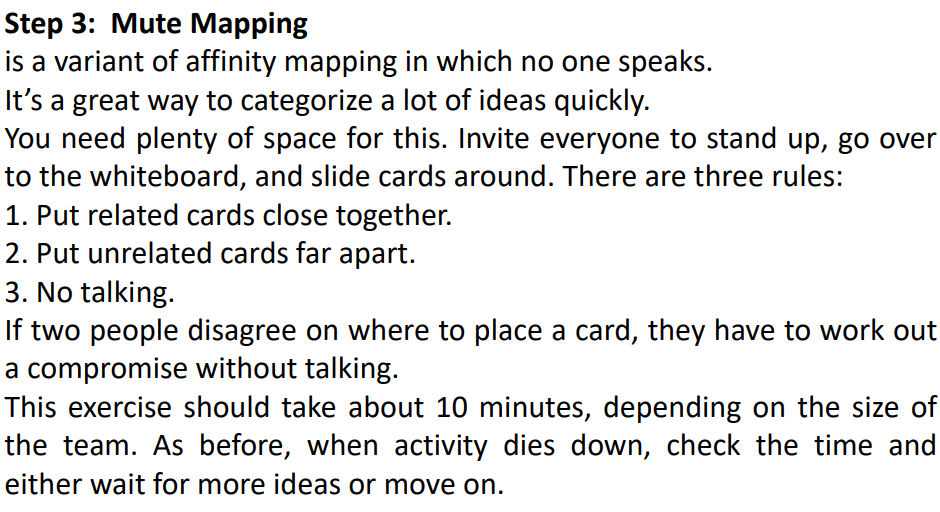 Step 3:  Mute Mapping
is a variant of affinity mapping in which no one speaks.
It’s a great way to categorize a lot of ideas quickly.
You need plenty of space for this. Invite everyone to stand up, go over
to the whiteboard, and slide cards around. There are three rules:
1. Put related cards close together.
2. Put unrelated cards far apart.
3. No talking.
If two people disagree on where to place a card, they have to work out
a compromise without talking.
This exercise should take about 10 minutes, depending on the size of
the team. As before, when activity dies down, check the time and
either wait for more ideas or move on.